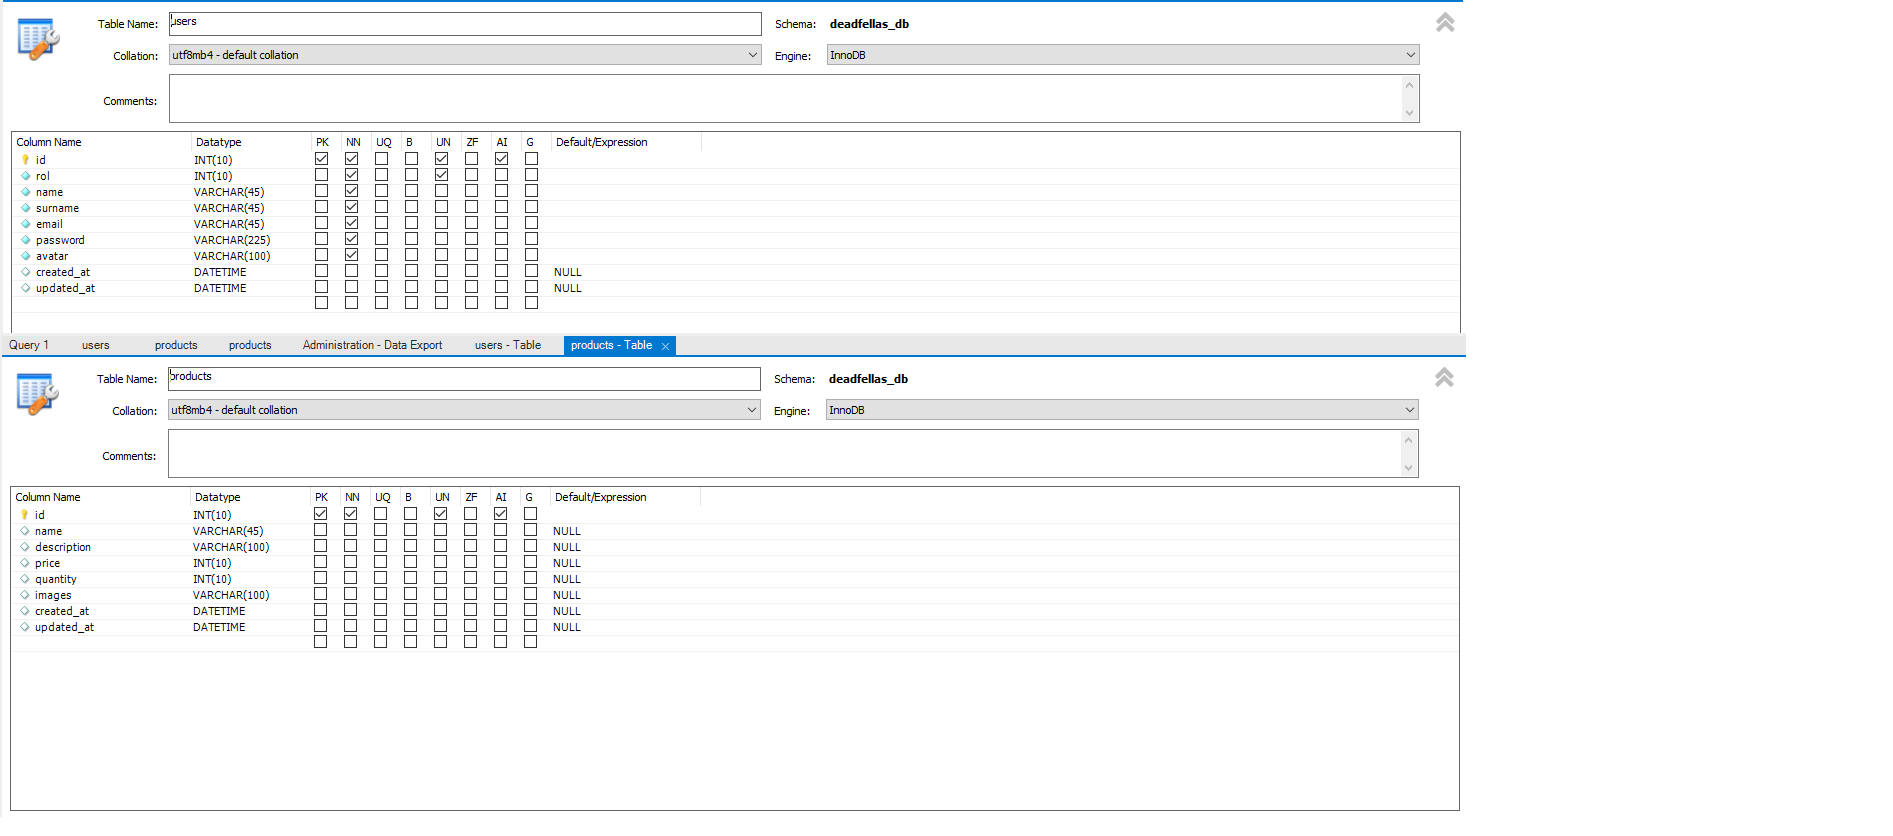 Table Name: users Schema: deadfellas_db
Collation: utf8mb4 - default collation Engine: InnoDB
Comments:
Column Name Datatype PK NN UQ B UN ZF AI G Default/Expression
id INT(10)
rol INT(10)
name VARCHAR(45)
surname VARCHAR(45)
email VARCHAR(45)
password VARCHAR(225)
avatar VARCHAR(100)
created_at DATETIME NULL
updated_at DATETIME NULL
Query 1 users products products Administration - Data Export users - Table products - Table
Table Name: products Schema: deadfellas_db
Collation: utf8mb4 - default collation Engine: InnoDB
Comments:
Column Name Datatype PK NN UQ B UN ZF AI G Default/Expression
id INT(10)
name VARCHAR(45) NULL
description VARCHAR(100) NULL
price INT(10) NULL
quantity INT(10) NULL
images VARCHAR(100) NULL
created_at DATETIME NULL
updated_at DATETIME NULL